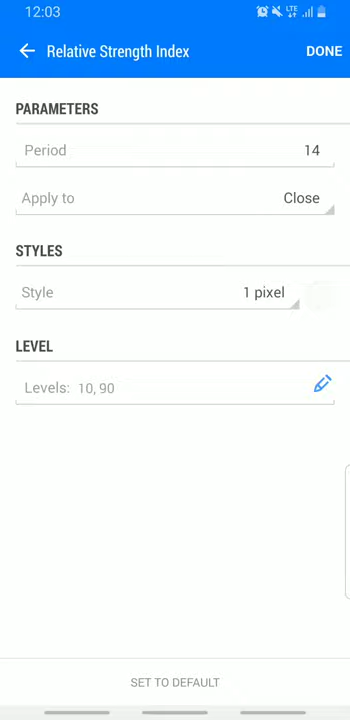 12:03 LTE
Relative Strength Index DONE
PARAMETERS
Period 14
Apply to Close
STYLES
Style 1 pixel
LEVEL
Levels: 10, 90
SET TO DEFAULT